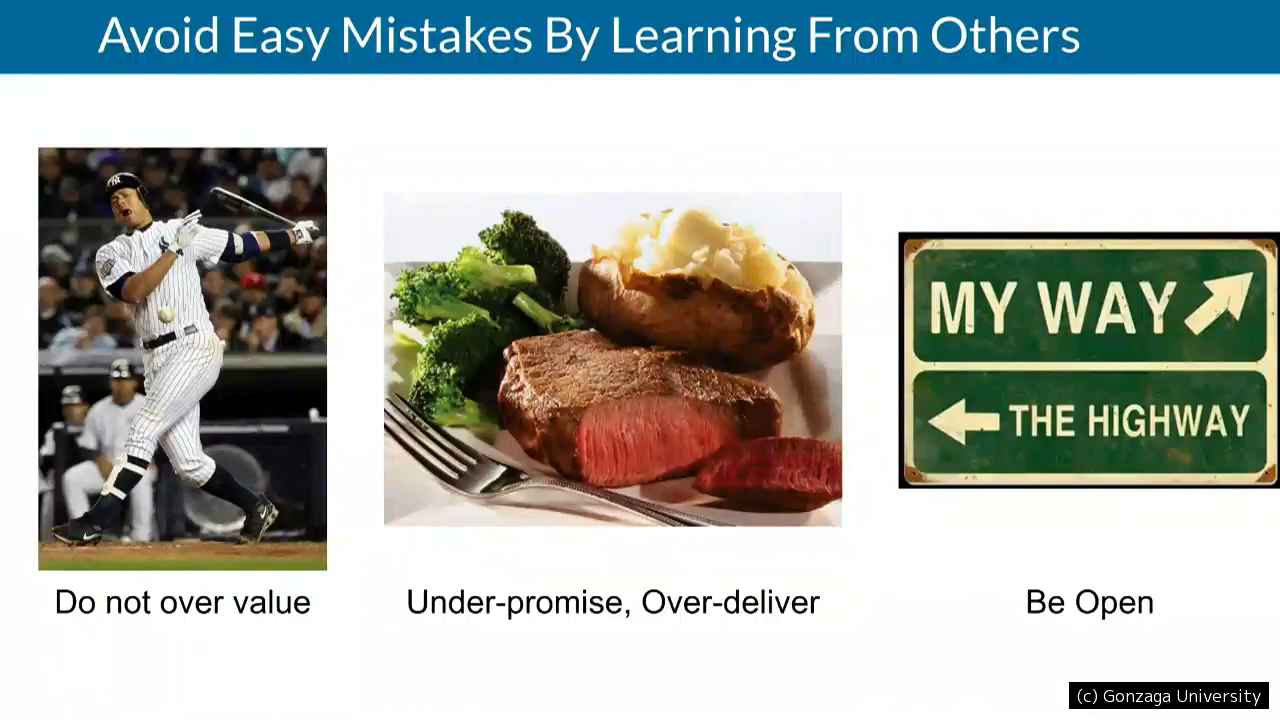 Avoid Easy Mistakes By Learning From Others
MY WAY
THE HIGHWAY
Do not over value
Under-promise, Over-deliver
Be Open
(c) Gonzaga University